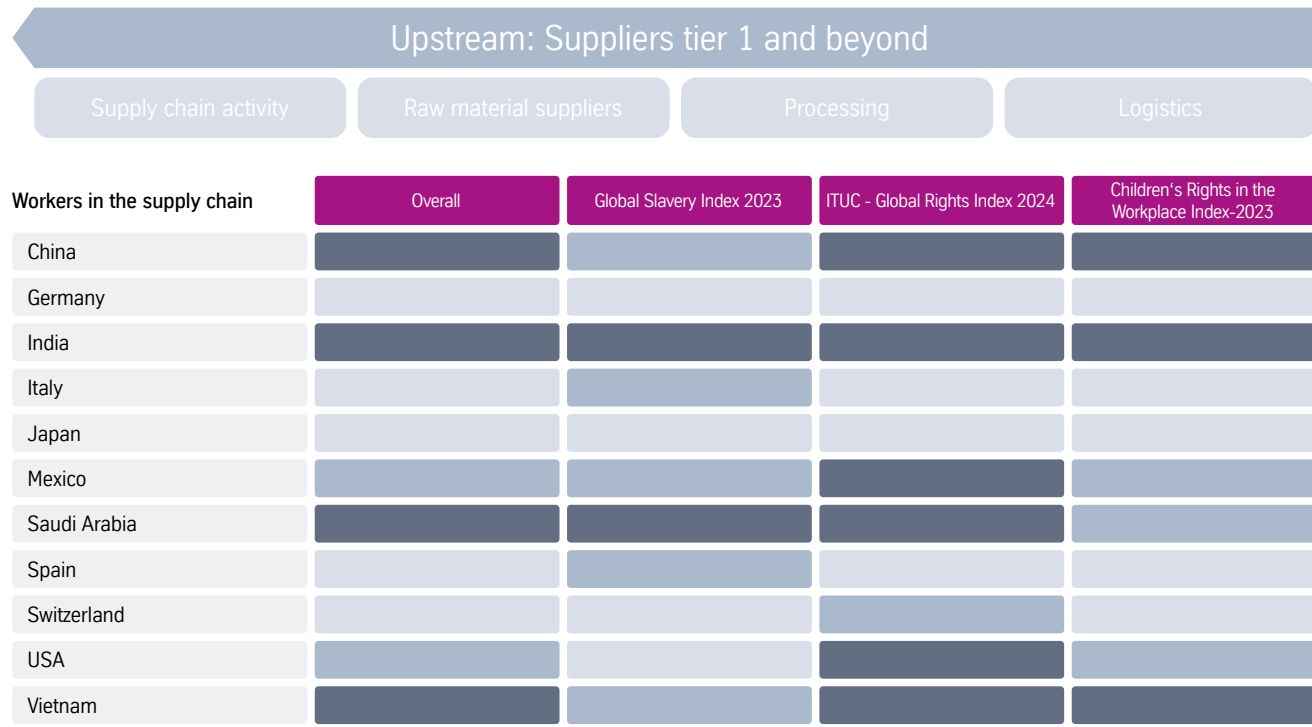 Upstream: Suppliers tier 1 and beyond
Supply chain activity
Raw material suppliers
Processing
Logistics
Workers in the supply chain
Overall
Global Slavery Index 2023
ITUC - Global Rights Index 2024
Children‘s Rights in the
Workplace Index-2023
China
Germany
India
Italy
Japan
Mexico
Saudi Arabia
Spain
Switzerland
USA
Vietnam